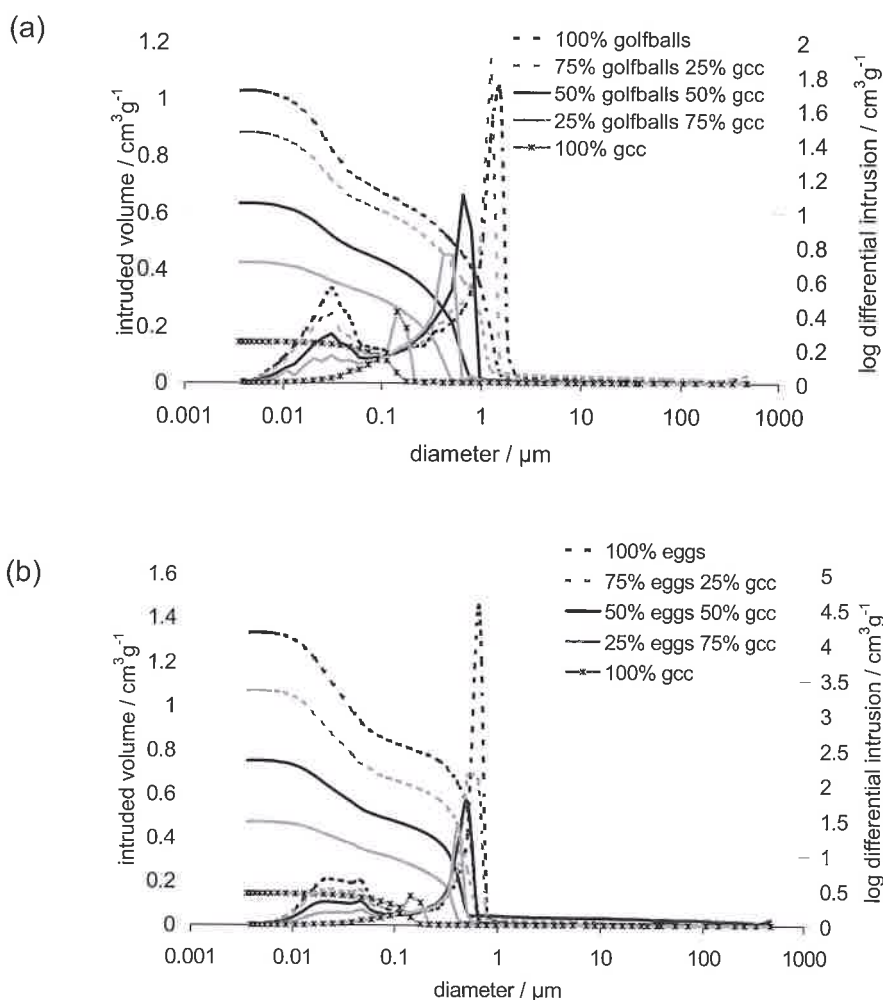 (a)
1.2
1
0.8
0.6
0.4
0.2
0
intruded volume / cm³g⁻¹
100% golfballs
75% golfballs 25% gcc
50% golfballs 50% gcc
25% golfballs 75% gcc
100% gcc
2
1.8
1.6
1.4
1.2
1
0.8
0.6
0.4
0.2
0
log differential intrusion / cm³g⁻¹
0.001 0.01 0.1 1 10 100 1000
diameter / µm
(b)
1.6
1.4
1.2
1
0.8
0.6
0.4
0.2
0
intruded volume / cm³g⁻¹
100% eggs
75% eggs 25% gcc
50% eggs 50% gcc
25% eggs 75% gcc
100% gcc
5
4.5
4
3.5
3
2.5
2
1.5
1
0.5
0
log differential intrusion / cm³g⁻¹
0.001 0.01 0.1 1 10 100 1000
diameter / µm